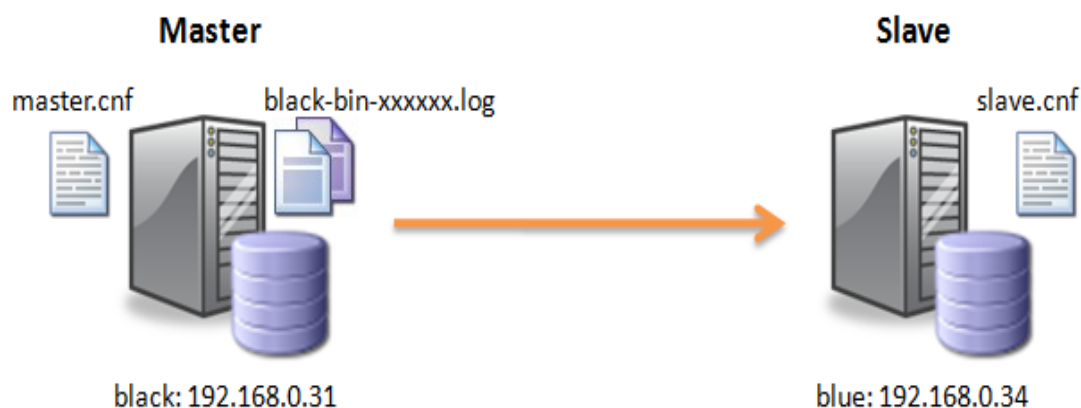 Master
Slave
master.cnf
black-bin-xxxxxx.log
slave.cnf
black: 192.168.0.31
blue: 192.168.0.34